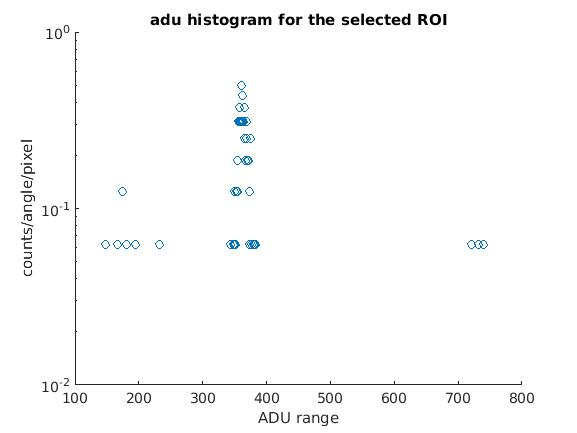 adu histogram for the selected ROI
10^0
10^-1
10^-2
counts/angle/pixel
100 200 300 400 500 600 700 800
ADU range